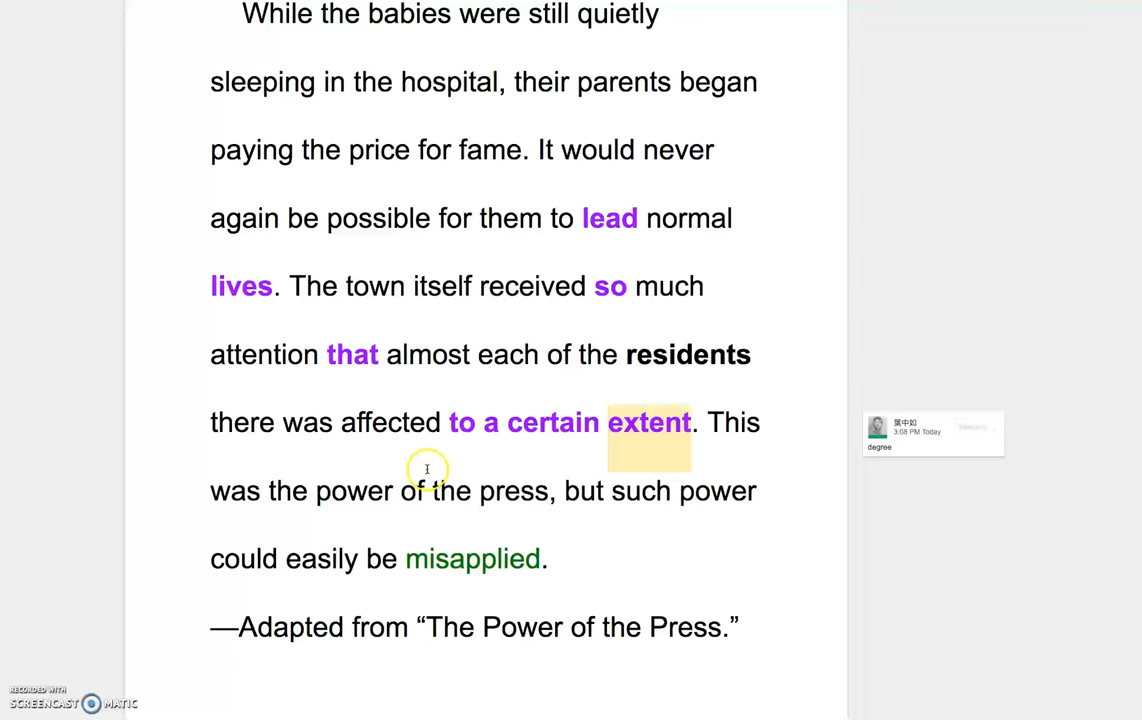 While the babies were still quietly
sleeping in the hospital, their parents began
paying the price for fame. It would never
again be possible for them to lead normal
lives. The town itself received so much
attention that almost each of the residents
there was affected to a certain extent. This
was the power of the press, but such power
could easily be misapplied.
—Adapted from “The Power of the Press.”
葉中如
3:08 PM Today
degree
RECORDED WITH
SCREENCAST MATIC